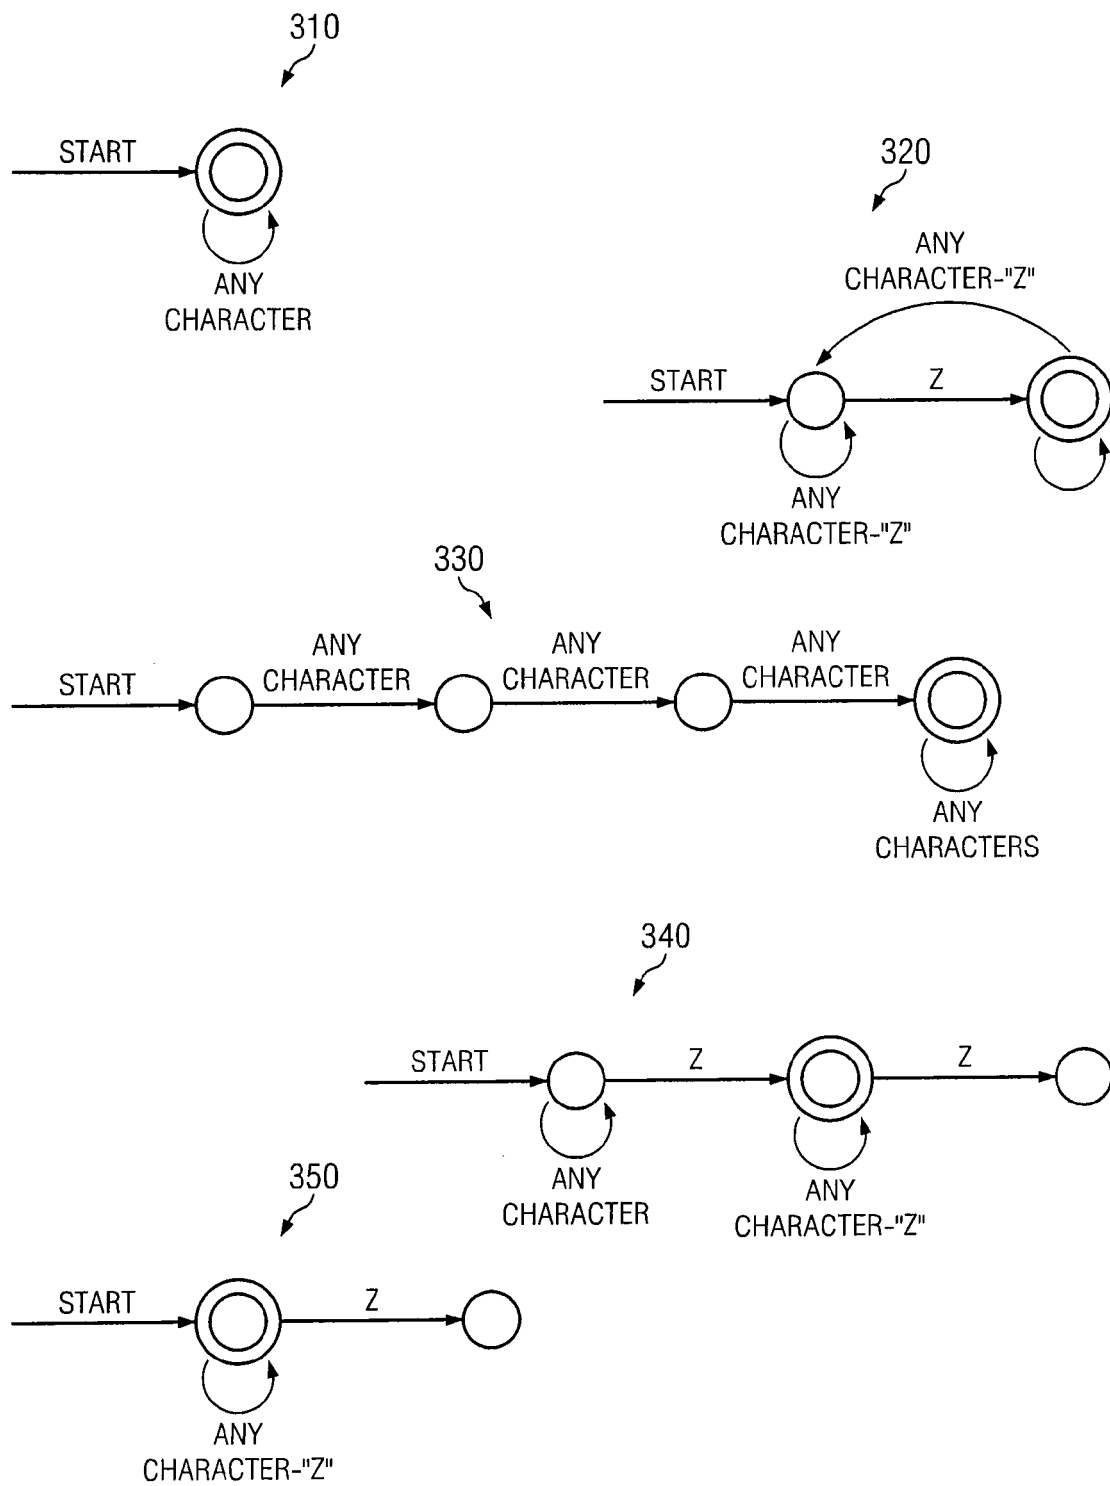 310
START
ANY
CHARACTER
320
ANY
CHARACTER-"Z"
START
Z
ANY
CHARACTER-"Z"
330
START
ANY
CHARACTER
ANY
CHARACTER
ANY
CHARACTER
ANY
CHARACTERS
340
START
Z
Z
ANY
CHARACTER
ANY
CHARACTER-"Z"
350
START
Z
ANY
CHARACTER-"Z"